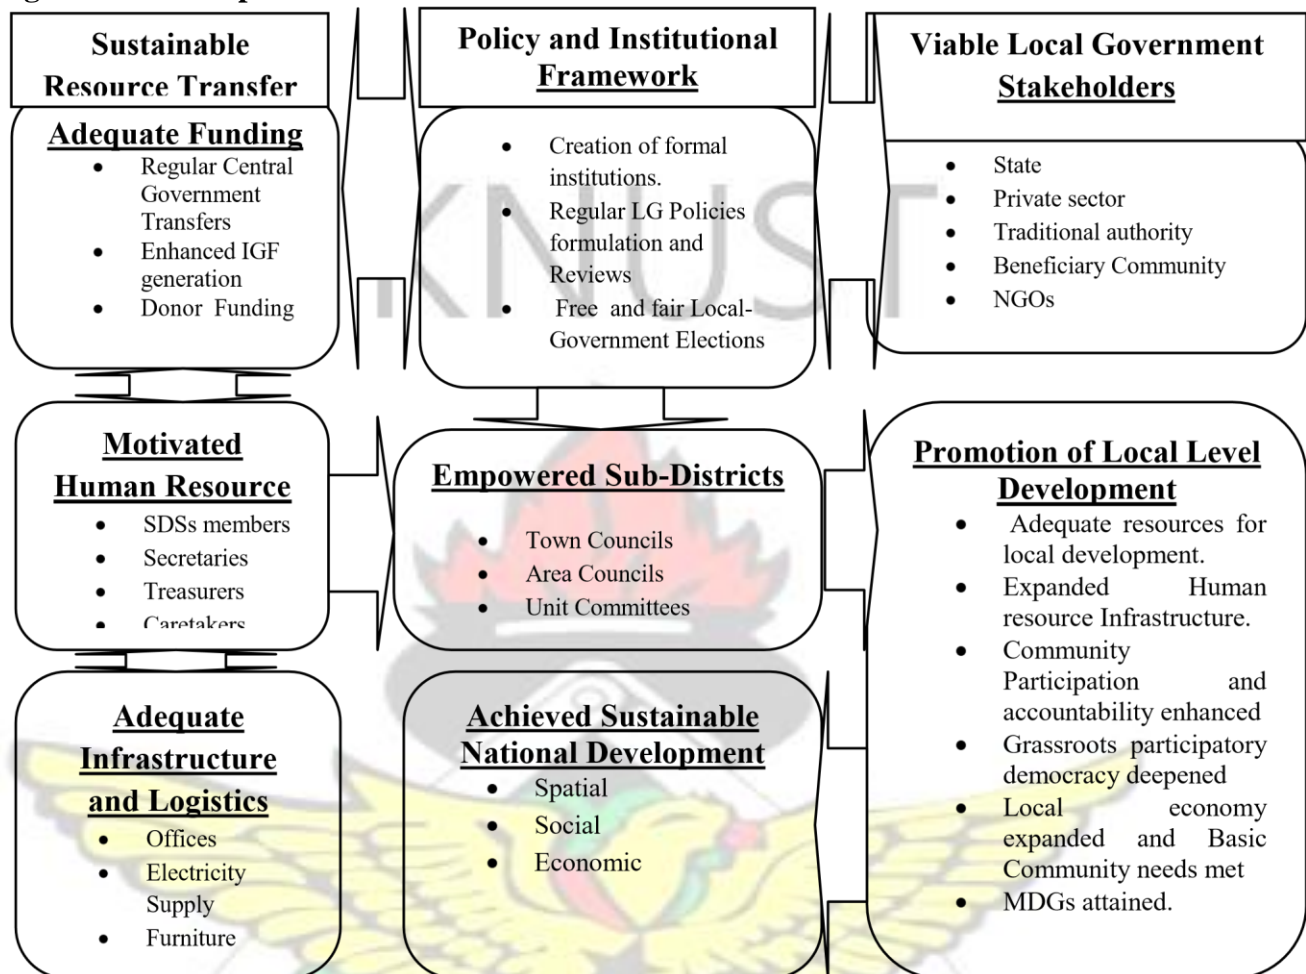 Sustainable
Resource Transfer
Adequate Funding
• Regular Central
Government
Transfers
• Enhanced IGF
generation
• Donor Funding
Policy and Institutional
Framework
• Creation of formal
institutions.
• Regular LG Policies
formulation and
Reviews
• Free and fair Local-
Government Elections
Viable Local Government
Stakeholders
• State
• Private sector
• Traditional authority
• Beneficiary Community
• NGOs
KNUST
Motivated
Human Resource
• SDSs members
• Secretaries
• Treasurers
• Caretakers
Empowered Sub-Districts
• Town Councils
• Area Councils
• Unit Committees
Promotion of Local Level
Development
• Adequate resources for
local development.
• Expanded Human
resource Infrastructure.
• Community
Participation and
accountability enhanced
• Grassroots participatory
democracy deepened
• Local economy
expanded and Basic
Community needs met
• MDGs attained.
Adequate
Infrastructure
and Logistics
• Offices
• Electricity
Supply
• Furniture
Achieved Sustainable
National Development
• Spatial
• Social
• Economic